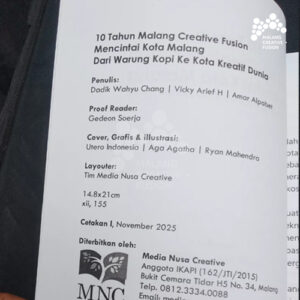 MALANG
CREATIVE
FUSION
10 Tahun Malang Creative Fusion
Mencintai Kota Malang
Dari Warung Kopi Ke Kota Kreatif Dunia
Penulis:
Dadik Wahyu Chang | Vicky Arief H | Amar Alpabet
Proof Reader:
Gedeon Soerja
Cover, Grafis & Illustrasi:
Utero Indonesia | Aga Agatha | Ryan Mahendra
Layouter:
Tim Media Nusa Creative
14.8x21cm
xii, 155
Cetakan I, November 2025
Diterbitkan oleh:
Media Nusa Creative
Anggota IKAPI (162/JTI/2015)
Bukit Cemara Tidar H5 No. 34, Malang
Telp. 0812.3334.0088
MNC